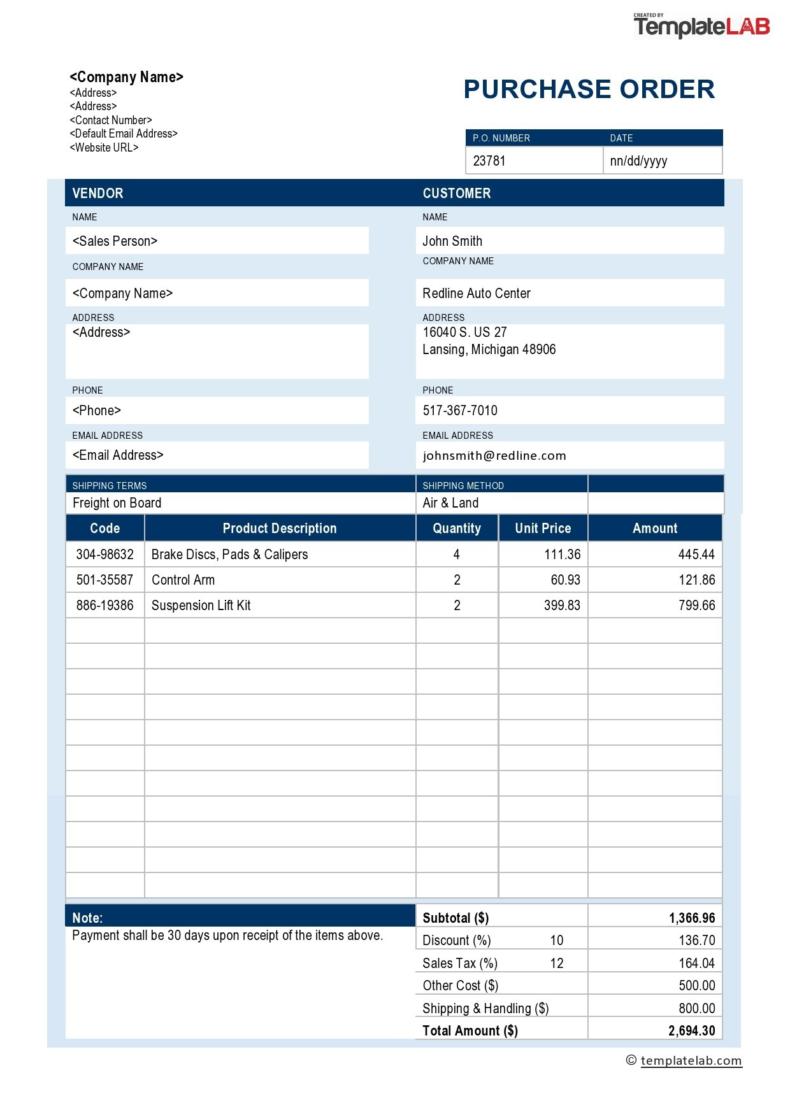 CREATED BY
TemplateLAB
<Company Name>
<Address>
<Address>
<Contact Number>
<Default Email Address>
<Website URL>
PURCHASE ORDER
P.O. NUMBER DATE
23781 nn/dd/yyyy
VENDOR CUSTOMER
NAME NAME
<Sales Person> John Smith
COMPANY NAME COMPANY NAME
<Company Name> Redline Auto Center
ADDRESS ADDRESS
<Address> 16040 S. US 27
Lansing, Michigan 48906
PHONE PHONE
<Phone> 517-367-7010
EMAIL ADDRESS EMAIL ADDRESS
<Email Address> johnsmith@redline.com
SHIPPING TERMS SHIPPING METHOD
Freight on Board Air & Land
Code Product Description Quantity Unit Price Amount
304-98632 Brake Discs, Pads & Calipers 4 111.36 445.44
501-35587 Control Arm 2 60.93 121.86
886-19386 Suspension Lift Kit 2 399.83 799.66
Note: Subtotal ($) 1,366.96
Payment shall be 30 days upon receipt of the items above. Discount (%) 10 136.70
Sales Tax (%) 12 164.04
Other Cost ($) 500.00
Shipping & Handling ($) 800.00
Total Amount ($) 2,694.30
© templatelab.com